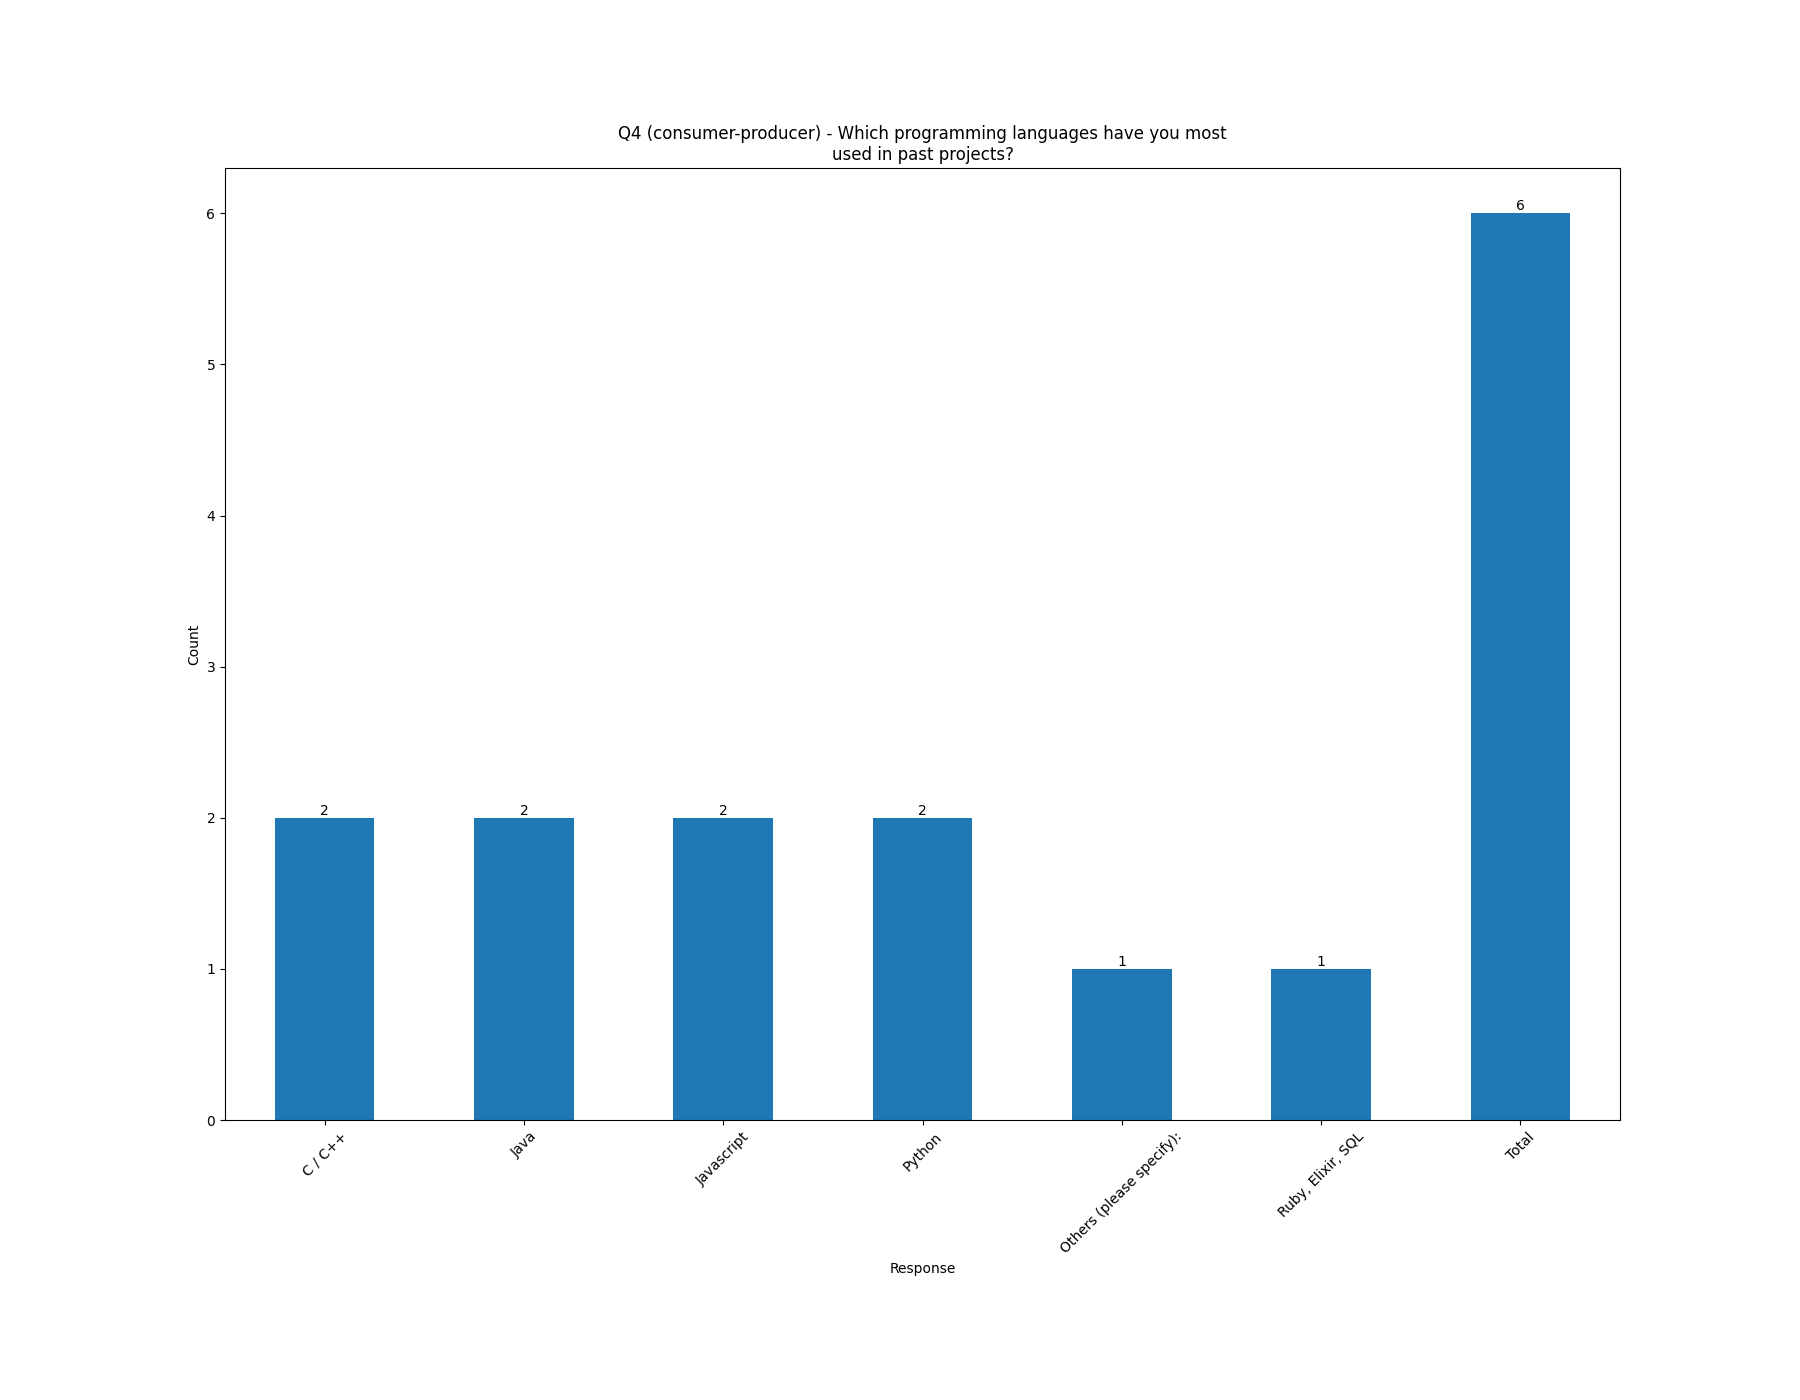 Q4 (consumer-producer) - Which programming languages have you most
used in past projects?
6
6
5
4
Count
3
2
2
2
2
2
1
1
1
0
C / C++
Java
Javascript
Python
Others (please specify):
Ruby, Elixir, SQL
Total
Response